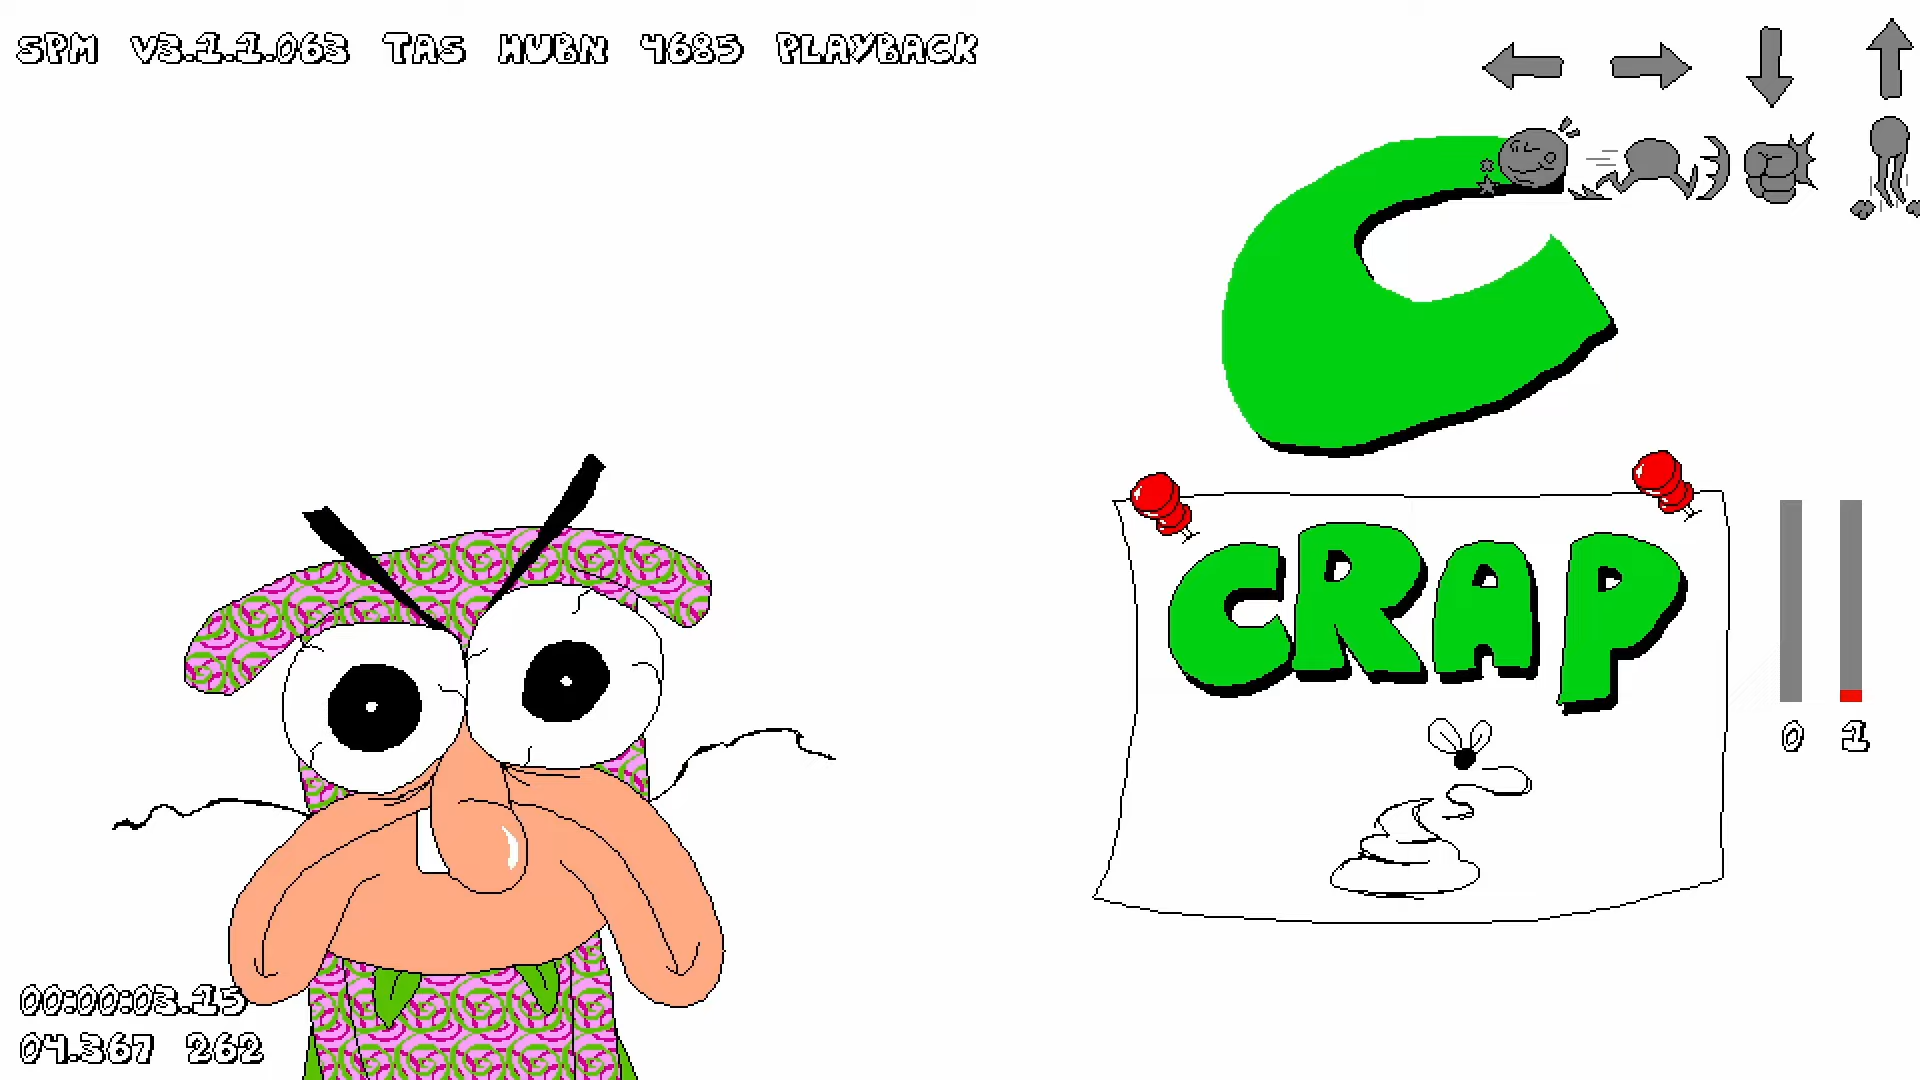 SPM V3.1.1.063 TAS HUBN 4685 PLAYBACK
C
CRAP
0 1
00:00:03.15
04.367 262